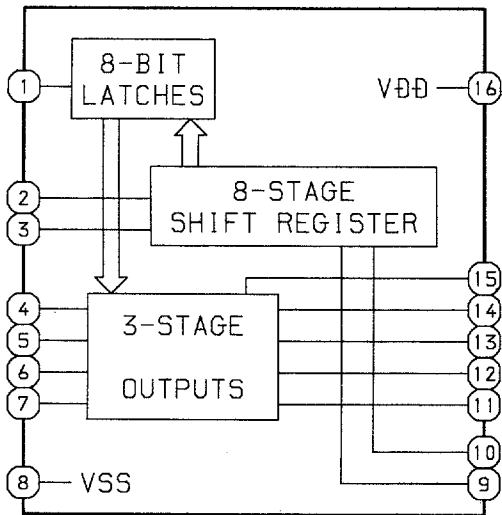 8-BIT
LATCHES
1
VDD
16
8-STAGE
SHIFT REGISTER
2
3
15
4
3-STAGE
14
5
13
6
12
7
OUTPUTS
11
10
8
VSS
9